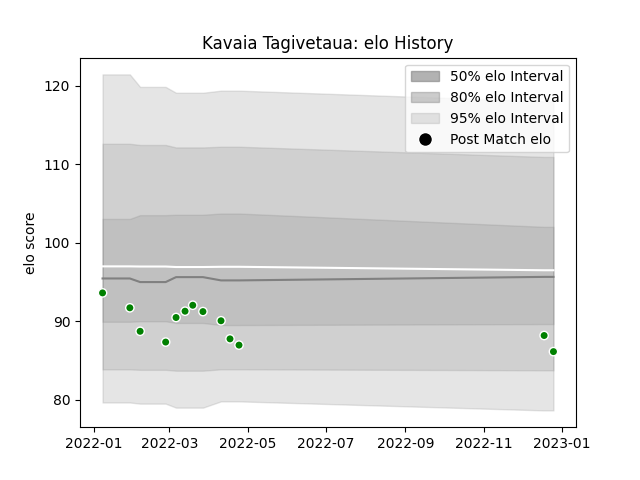 Kavaia Tagivetaua: elo History
50% elo Interval
80% elo Interval
95% elo Interval
Post Match elo
elo score
120
110
100
90
80
2022-01 2022-03 2022-05 2022-07 2022-09 2022-11 2023-01